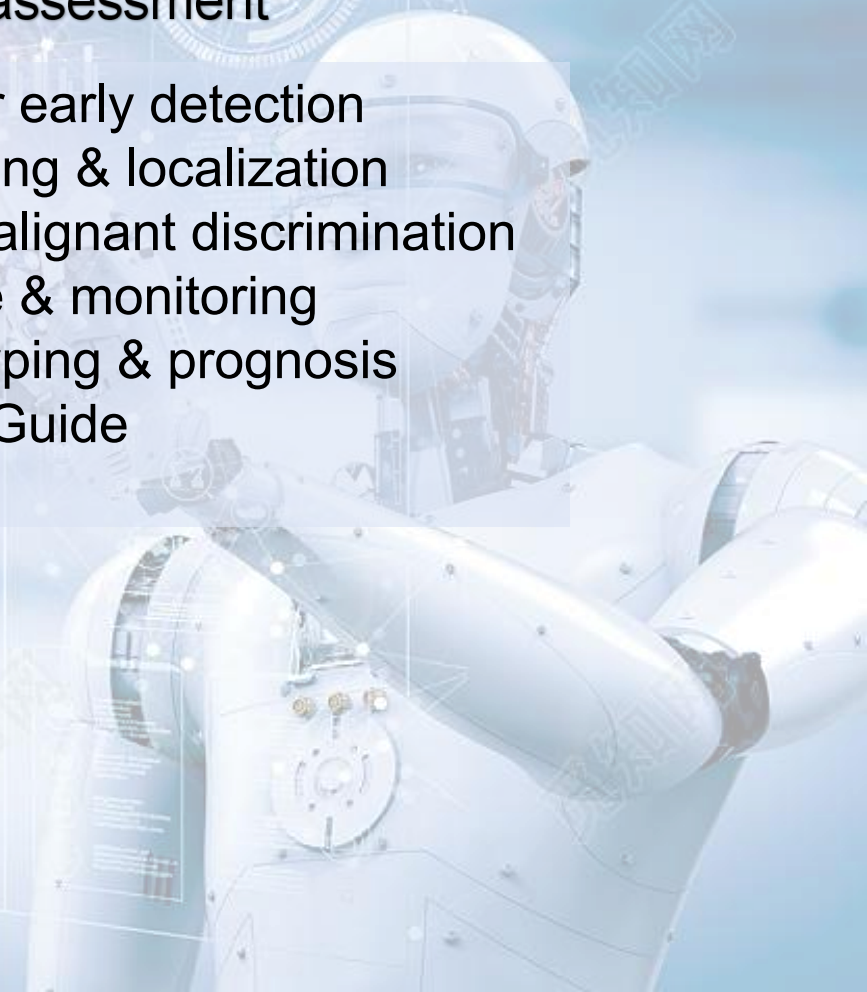 assessment
r early detection
ing & localization
alignant discrimination
e & monitoring
ping & prognosis
Guide